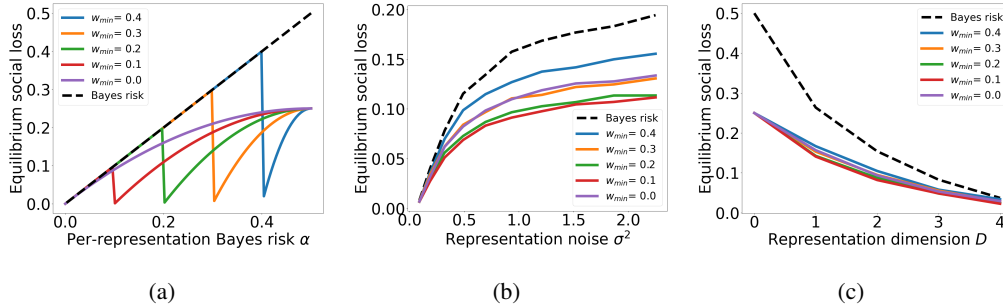 Equilibrium social loss
0.5
0.4
0.3
0.2
0.1
0.0
w_min= 0.4
w_min= 0.3
w_min= 0.2
w_min= 0.1
w_min= 0.0
Bayes risk
0.0 0.2 0.4
Per-representation Bayes risk α
(a)
Equilibrium social loss
0.20
0.15
0.10
0.05
0.00
Bayes risk
w_min= 0.4
w_min= 0.3
w_min= 0.2
w_min= 0.1
w_min= 0.0
0.0 0.5 1.0 1.5 2.0
Representation noise σ²
(b)
Equilibrium social loss
0.5
0.4
0.3
0.2
0.1
0.0
Bayes risk
w_min= 0.4
w_min= 0.3
w_min= 0.2
w_min= 0.1
w_min= 0.0
0 1 2 3 4
Representation dimension D
(c)